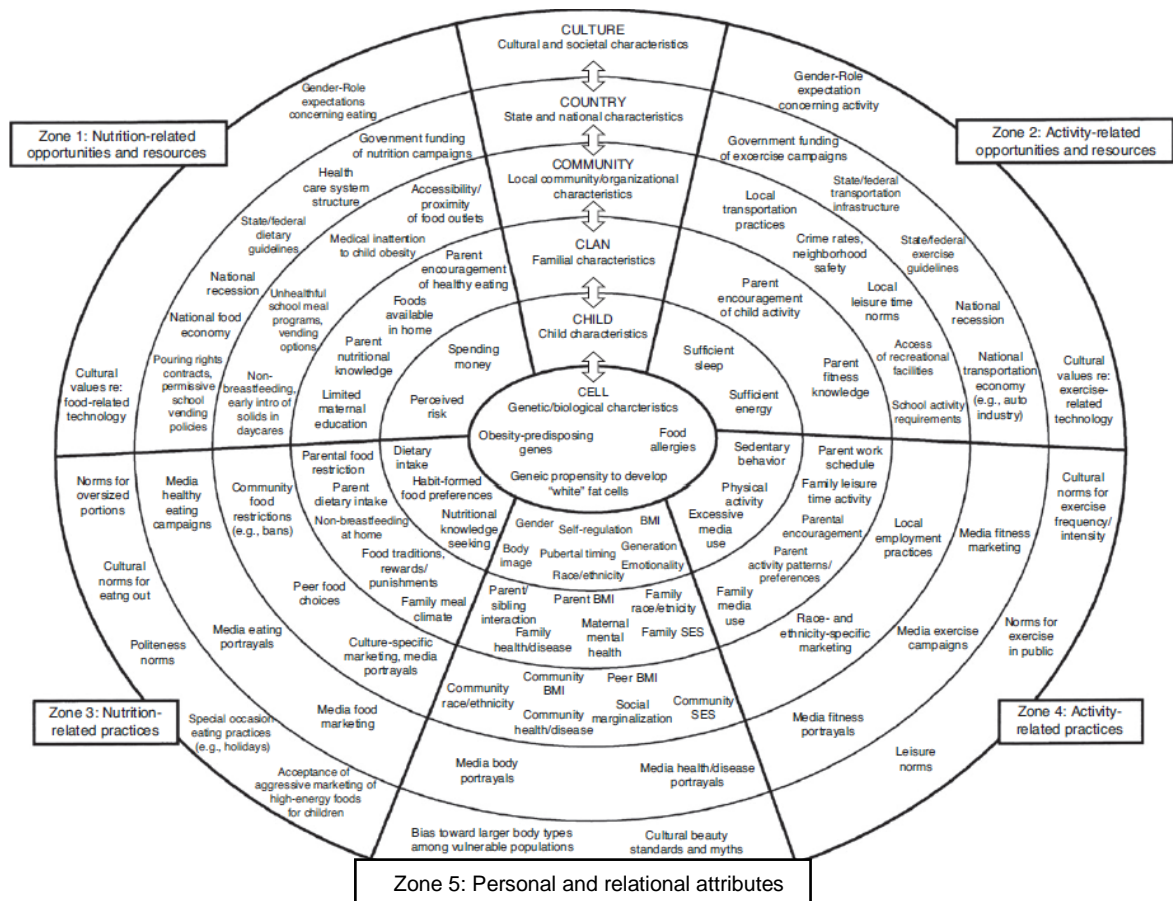 CULTURE
Cultural and societal characteristics
COUNTRY
State and national characteristics
COMMUNITY
Local community/organizational
characteristics
CLAN
Familial characteristics
CHILD
Child characteristics
CELL
Genetic/biological charcteristics
Obesity-predisposing
genes
Food
allergies
Geneic propensity to develop
"white" fat cells
Zone 1: Nutrition-related
opportunities and resources
Gender-Role
expectations
concerning eating
Government funding
of nutrition campaigns
Health
care system
structure
Accessibility/
proximity
of food outlets
State/federal
dietary
guidelines
Medical inattention
to child obesity
Parent
encouragement
of healthy eating
National
recession
Unhealthful
school meal
programs,
vending
options
Foods
available
in home
National food
economy
Parent
nutritional
knowledge
Spending
money
Cultural
values re:
food-related
technology
Pouring rights
contracts,
permissive
school
vending
policies
Non-
breastfeeding,
early intro of
solids in
daycares
Limited
maternal
education
Perceived
risk
Zone 2: Activity-related
opportunities and resources
Gender-Role
expectation
concerning activity
Government funding
of excercise campaigns
State/federal
transportation
infrastructure
Local
transportation
practices
Crime rates,
neighborhood
safety
State/federal
exercise
guidelines
Parent
encouragement
of child activity
Local
leisure time
norms
National
recession
Sufficient
sleep
Parent
fitness
knowledge
Access
of recreational
facilities
National
transportation
economy
(e.g., auto
industry)
Cultural
values re:
exercise-
related
technology
Sufficient
energy
School activity
requirements
Zone 3: Nutrition-
related practices
Norms for
oversized
portions
Media
healthy
eating
campaigns
Community
food
restrictions
(e.g., bans)
Parental food
restriction
Dietary
intake
Parent
dietary intake
Habit-formed
food preferences
Non-breastfeeding
at home
Nutritional
knowledge
seeking
Cultural
norms for
eatng out
Food traditions,
rewards/
punishments
Peer food
choices
Family meal
climate
Politeness
norms
Media eating
portrayals
Culture-specific
marketing, media
portrayals
Media food
marketing
Special occasion
eating practices
(e.g., holidays)
Acceptance of
aggressive marketing of
high-energy foods
for children
Zone 4: Activity-
related practices
Sedentary
behavior
Parent work
schedule
Physical
activity
Family leisure
time activity
Cultural
norms for
exercise
frequency/
intensity
Excessive
media
use
Parental
encouragement
Local
employment
practices
Media fitness
marketing
Parent
activity patterns/
preferences
Family
media
use
Race- and
ethnicity-specific
marketing
Media exercise
campaigns
Norms for
exercise
in public
Media fitness
portrayals
Leisure
norms
Gender
Self-regulation
BMI
Body
image
Pubertal timing
Generation
Emotionality
Race/ethnicity
Parent/
sibling
interaction
Parent BMI
Family
race/etnicity
Family
health/disease
Maternal
mental
health
Family SES
Community
race/ethnicity
Community
BMI
Peer BMI
Community
health/disease
Social
marginalization
Community
SES
Media body
portrayals
Media health/disease
portrayals
Bias toward larger body types
among vulnerable populations
Cultural beauty
standards and myths
Zone 5: Personal and relational attributes